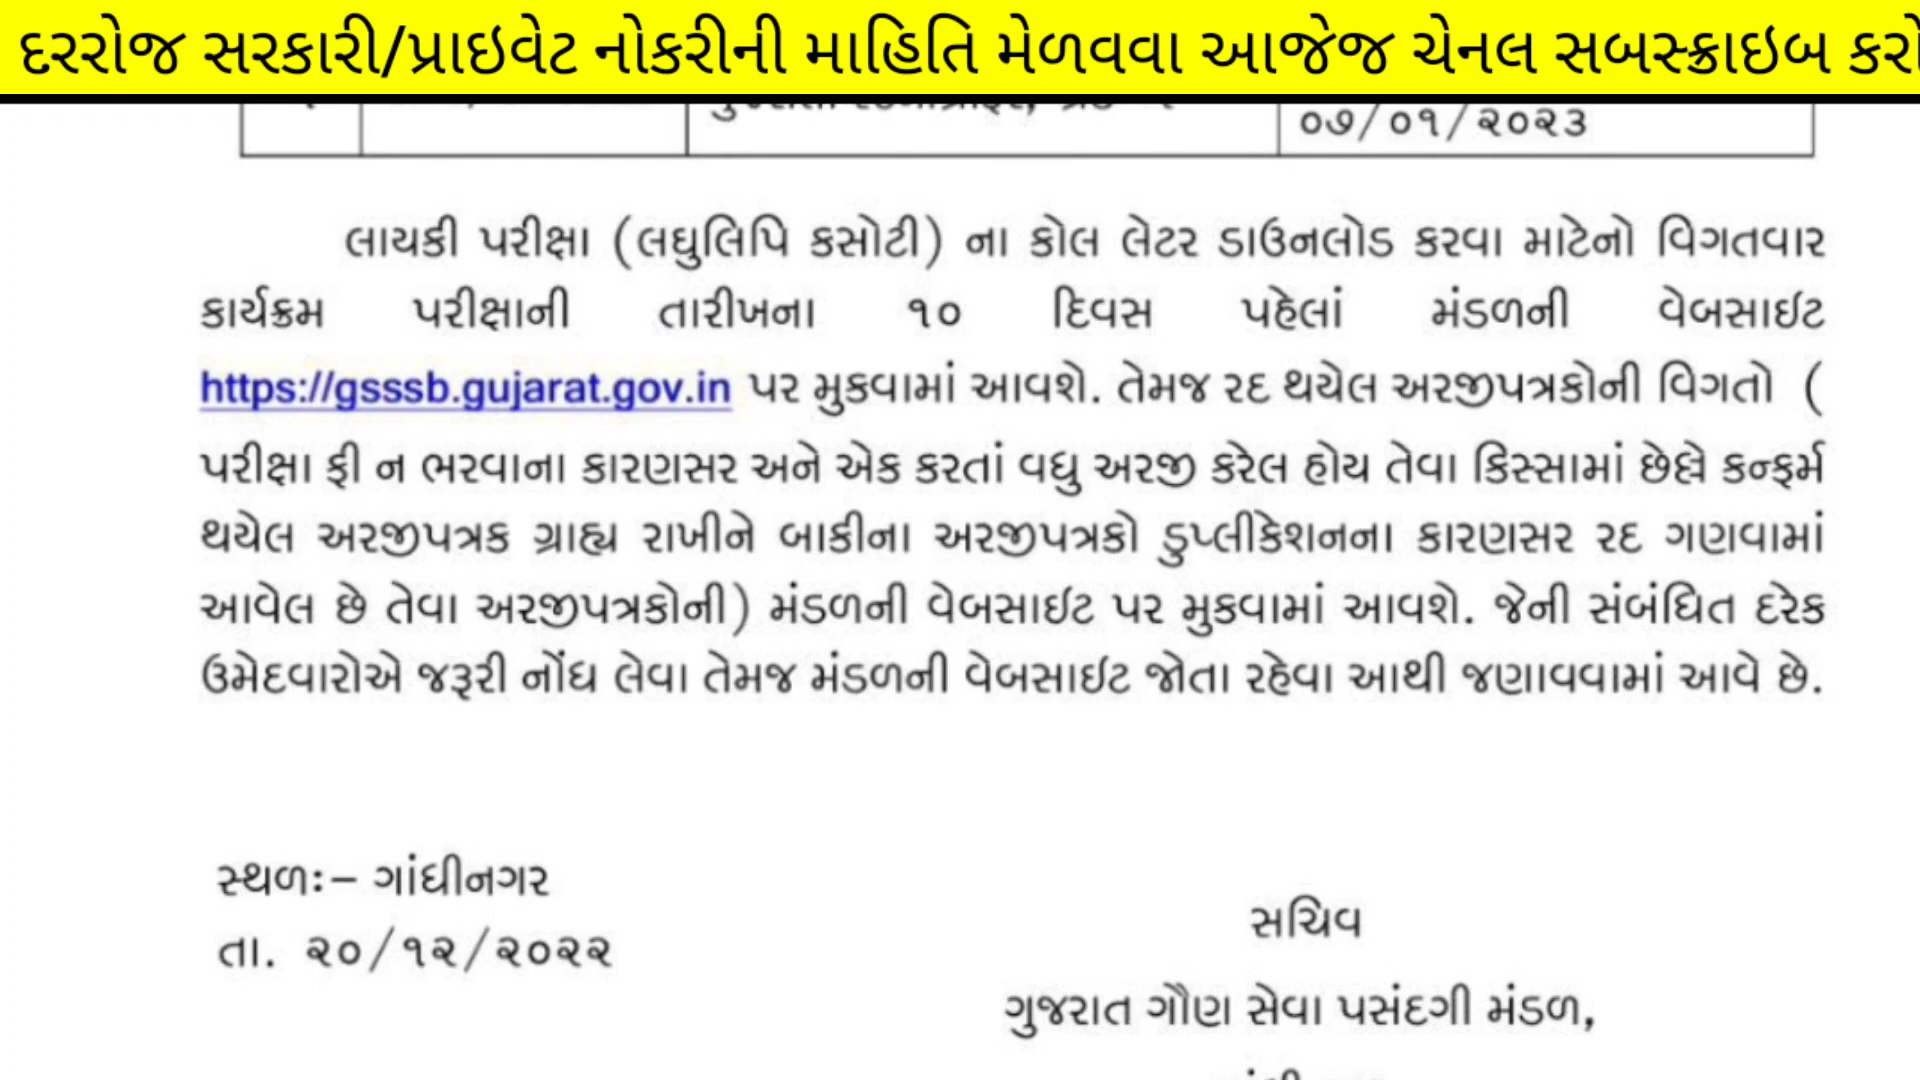 દરરોજ સરકારી/પ્રાઇવેટ નોકરીની માહિતિ મેળવવા આજેજ ચેનલ સબસ્ક્રાઇબ કરો
૦૭/૦૧/૨૦૨૩
લાયકી પરીક્ષા (લઘુલિપિ કસોટી) ના કોલ લેટર ડાઉનલોડ કરવા માટેનો વિગતવાર
કાર્યક્રમ પરીક્ષાની તારીખના ૧૦ દિવસ પહેલાં મંડળની વેબસાઈટ
https://gsssb.gujarat.gov.in પર મુકવામાં આવશે. તેમજ રદ થયેલ અરજીપત્રકોની વિગતો (
પરીક્ષા ફી ન ભરવાના કારણસર અને એક કરતાં વધુ અરજી કરેલ હોય તેવા કિસ્સામાં છેલ્લે કન્ફર્મ
થયેલ અરજીપત્રક ગ્રાહ્ય રાખીને બાકીના અરજીપત્રકો ડુપ્લીકેશનના કારણસર રદ ગણવામાં
આવેલ છે તેવા અરજીપત્રકોની) મંડળની વેબસાઈટ પર મુકવામાં આવશે. જેની સંબંધિત દરેક
ઉમેદવારોએ જરૂરી નોંધ લેવા તેમજ મંડળની વેબસાઈટ જોતા રહેવા આથી જણાવવામાં આવે છે.
સ્થળઃ– ગાંધીનગર
તા. ૨૦/૧૨/૨૦૨૨
સચિવ
ગુજરાત ગૌણ સેવા પસંદગી મંડળ,